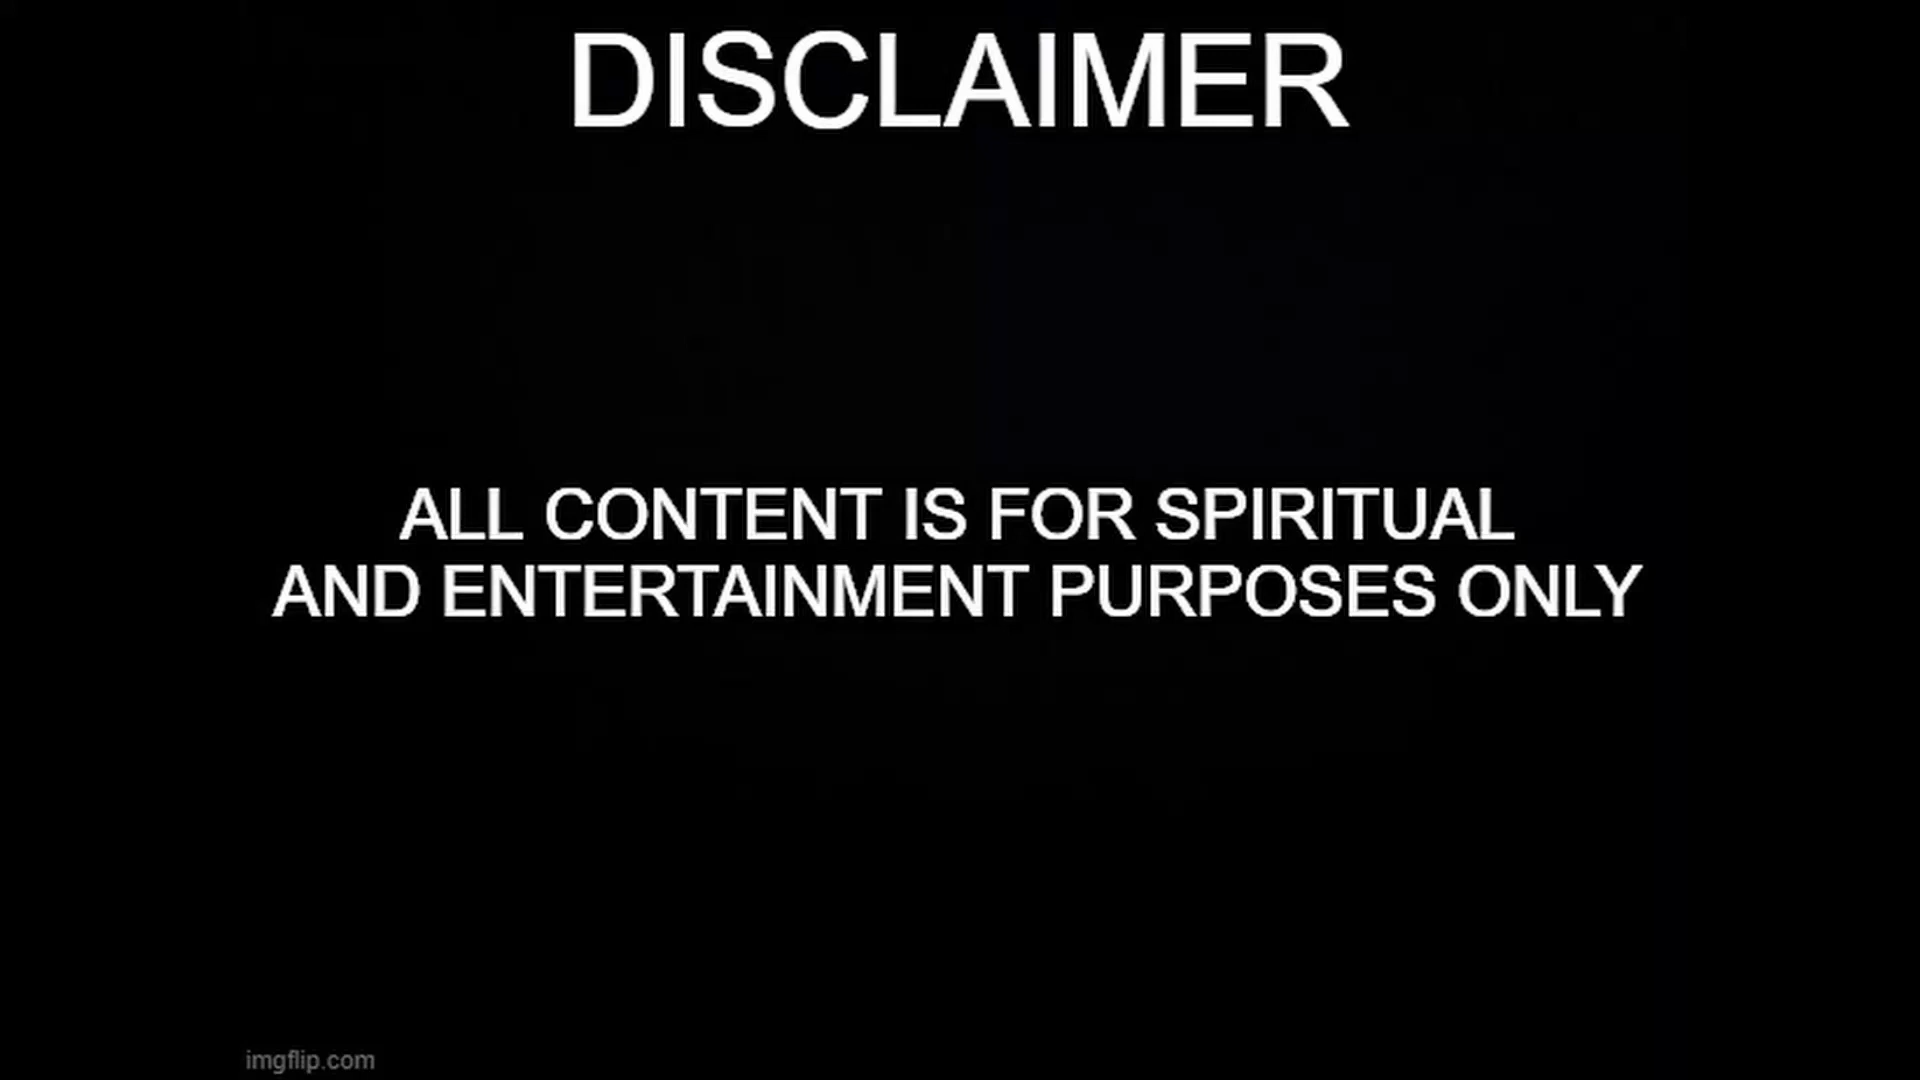 DISCLAIMER
ALL CONTENT IS FOR SPIRITUAL
AND ENTERTAINMENT PURPOSES ONLY
imgflip.com